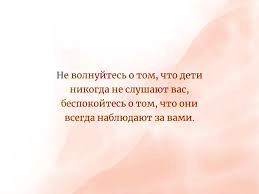 Не волнуйтесь о том, что дети
никогда не слушают вас,
беспокойтесь о том, что они
всегда наблюдают за вами.